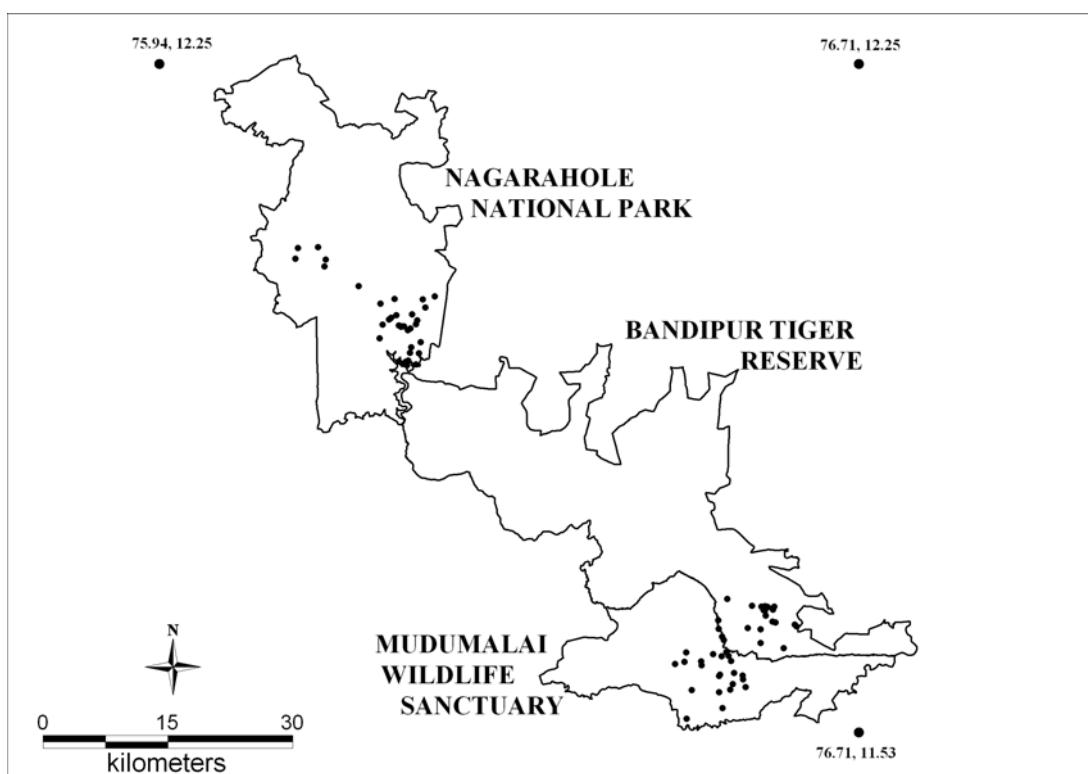 75.94, 12.25
76.71, 12.25
NAGARAHOLE
NATIONAL PARK
BANDIPUR TIGER
RESERVE
MUDUMALAI
WILDLIFE
SANCTUARY
N
0 15 30
kilometers
76.71, 11.53